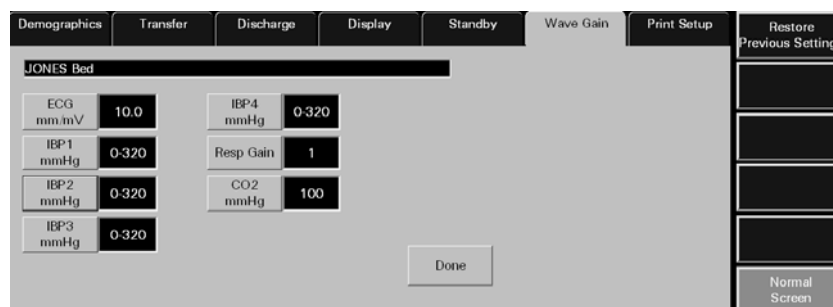 Demographics Transfer Discharge Display Standby Wave Gain Print Setup Restore
Previous Setting
JONES Bed
ECG
mm/mV 10.0
IBP4
mmHg 0-320
IBP1
mmHg 0-320
Resp Gain 1
IBP2
mmHg 0-320
CO2
mmHg 100
IBP3
mmHg 0-320
Done
Normal
Screen